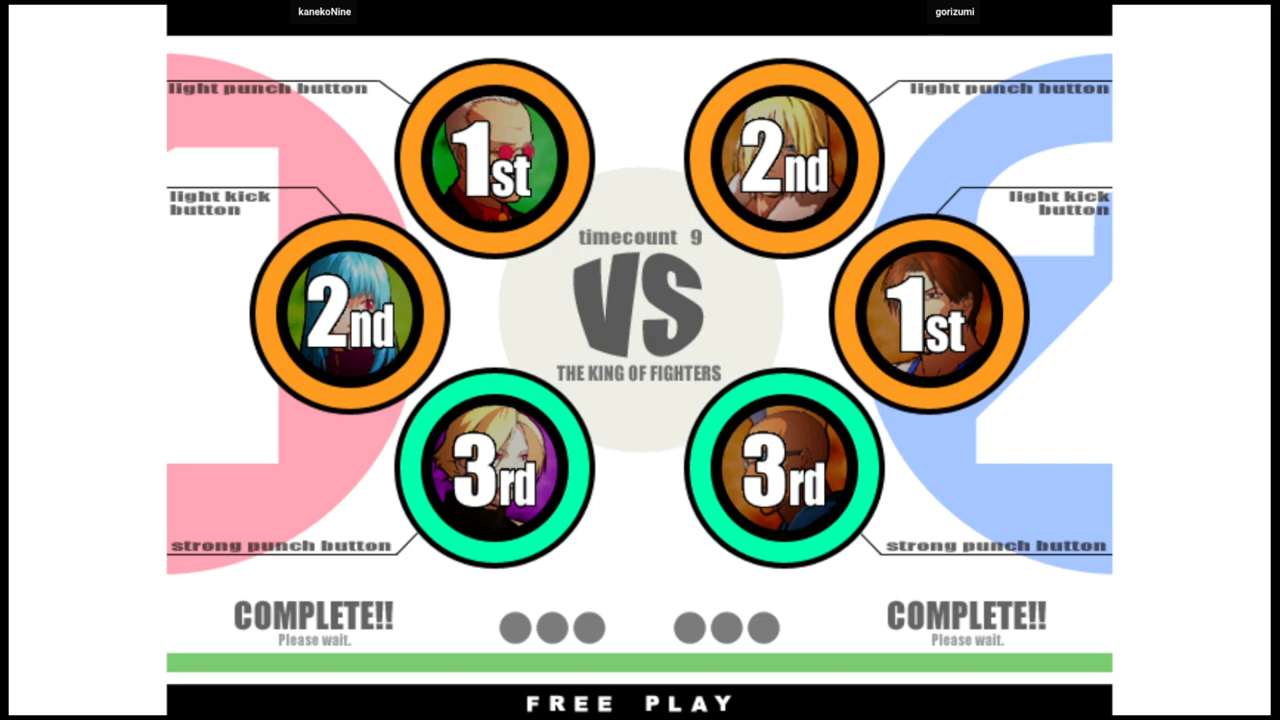 kanekoNine
gorizumi
light punch button
light punch button
1st
2nd
light kick
button
light kick
button
timecount 9
VS
THE KING OF FIGHTERS
2nd
1st
3rd
3rd
strong punch button
strong punch button
COMPLETE!!
Please wait.
COMPLETE!!
Please wait.
FREE PLAY